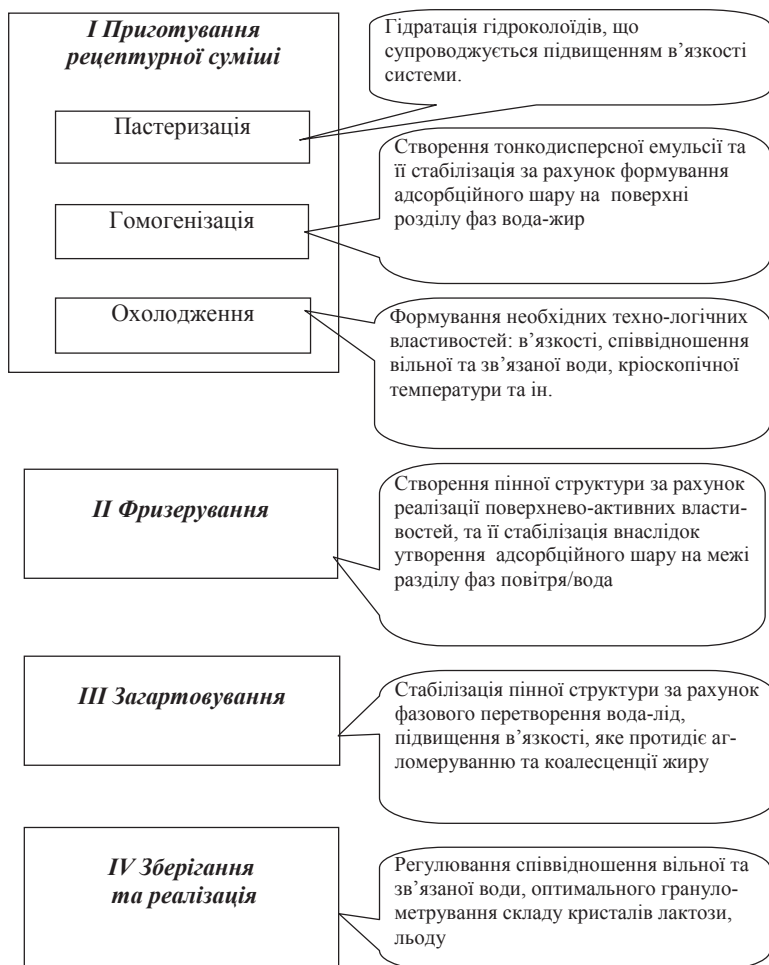 I Приготування
рецептурної суміші
Гідратація гідроколоїдів, що
супроводжується підвищенням в’язкості
системи.
Пастеризація
Створення тонкодисперсної емульсії та
її стабілізація за рахунок формування
адсорбційного шару на поверхні
розділу фаз вода-жир
Гомогенізація
Охолодження
Формування необхідних техно-логічних
властивостей: в’язкості, співвідношення
вільної та зв’язаної води, кріоскопічної
температури та ін.
II Фризерування
Створення пінної структури за рахунок
реалізації поверхнево-активних власти-
востей, та її стабілізація внаслідок
утворення адсорбційного шару на межі
разділу фаз повітря/вода
III Загартовування
Стабілізація пінної структури за рахунок
фазового перетворення вода-лід,
підвищення в’язкості, яке протидіє аг-
ломеруванню та коалесценції жиру
IV Зберігання
та реалізація
Регулювання співвідношення вільної та
зв’язаної води, оптимального грануло-
метрування складу кристалів лактози,
льоду